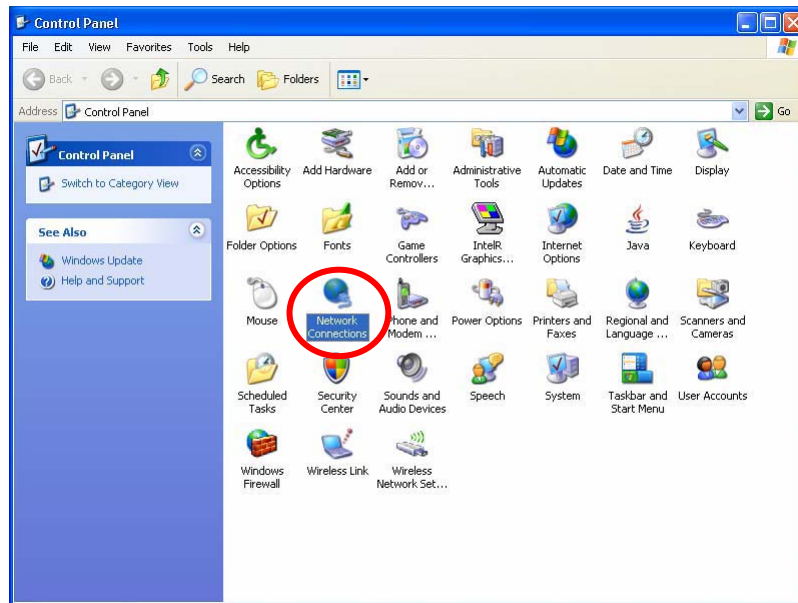 Control Panel
File Edit View Favorites Tools Help
Back Search Folders
Address Control Panel Go
Control Panel
Switch to Category View
See Also
Windows Update
Help and Support
Accessibility Options
Add Hardware
Add or Remov...
Administrative Tools
Automatic Updates
Date and Time
Display
Folder Options
Fonts
Game Controllers
IntelR Graphics...
Internet Options
Java
Keyboard
Mouse
Network Connections
Phone and Modem ...
Power Options
Printers and Faxes
Regional and Language ...
Scanners and Cameras
Scheduled Tasks
Security Center
Sounds and Audio Devices
Speech
System
Taskbar and Start Menu
User Accounts
Windows Firewall
Wireless Link
Wireless Network Set...